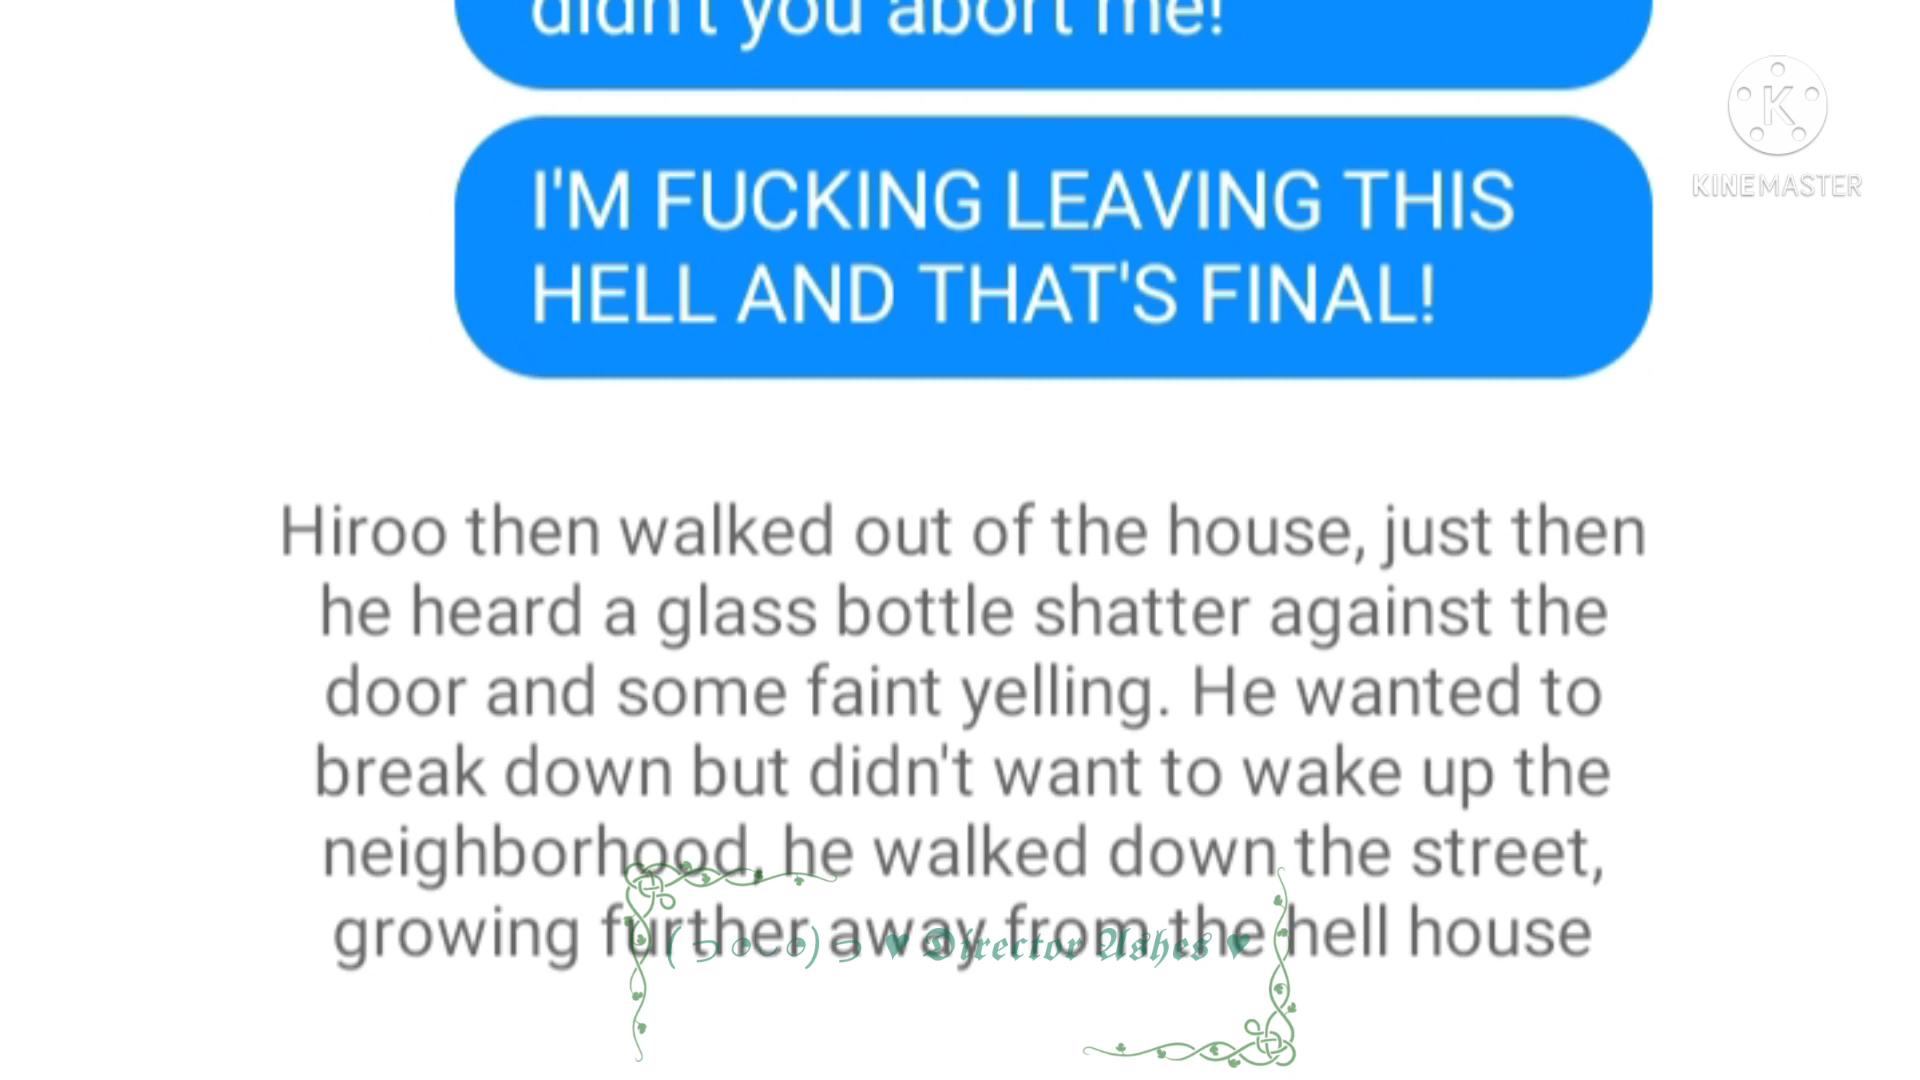 didn't you abort me!
I'M FUCKING LEAVING THIS
HELL AND THAT'S FINAL!
KINEMASTER
Hiroo then walked out of the house, just then
he heard a glass bottle shatter against the
door and some faint yelling. He wanted to
break down but didn't want to wake up the
neighborhood, he walked down the street,
growing further away from the hell house
♥ Director Ashes ♥